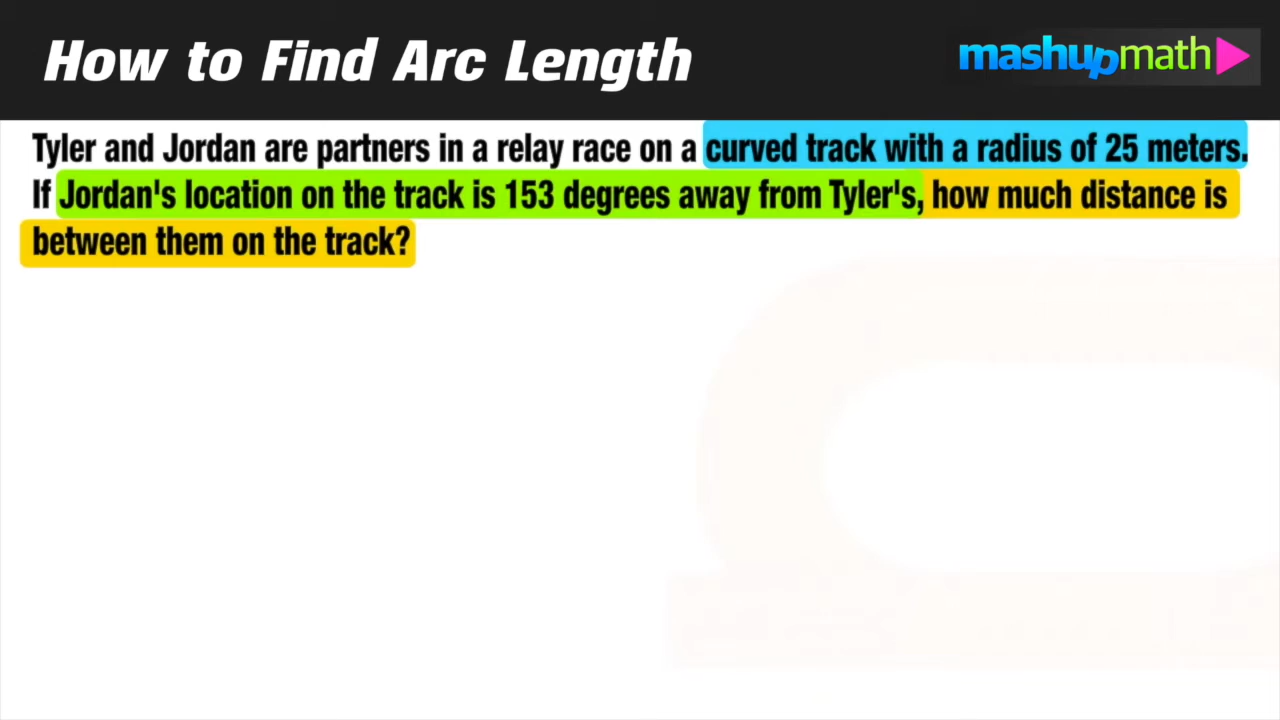 How to Find Arc Length
mashupmath
Tyler and Jordan are partners in a relay race on a curved track with a radius of 25 meters.
If Jordan's location on the track is 153 degrees away from Tyler's, how much distance is
between them on the track?